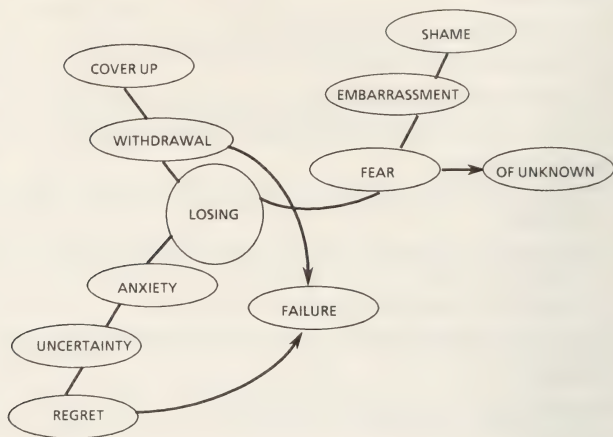 SHAME
COVER UP
EMBARRASSMENT
WITHDRAWAL
FEAR
OF UNKNOWN
LOSING
ANXIETY
FAILURE
UNCERTAINTY
REGRET